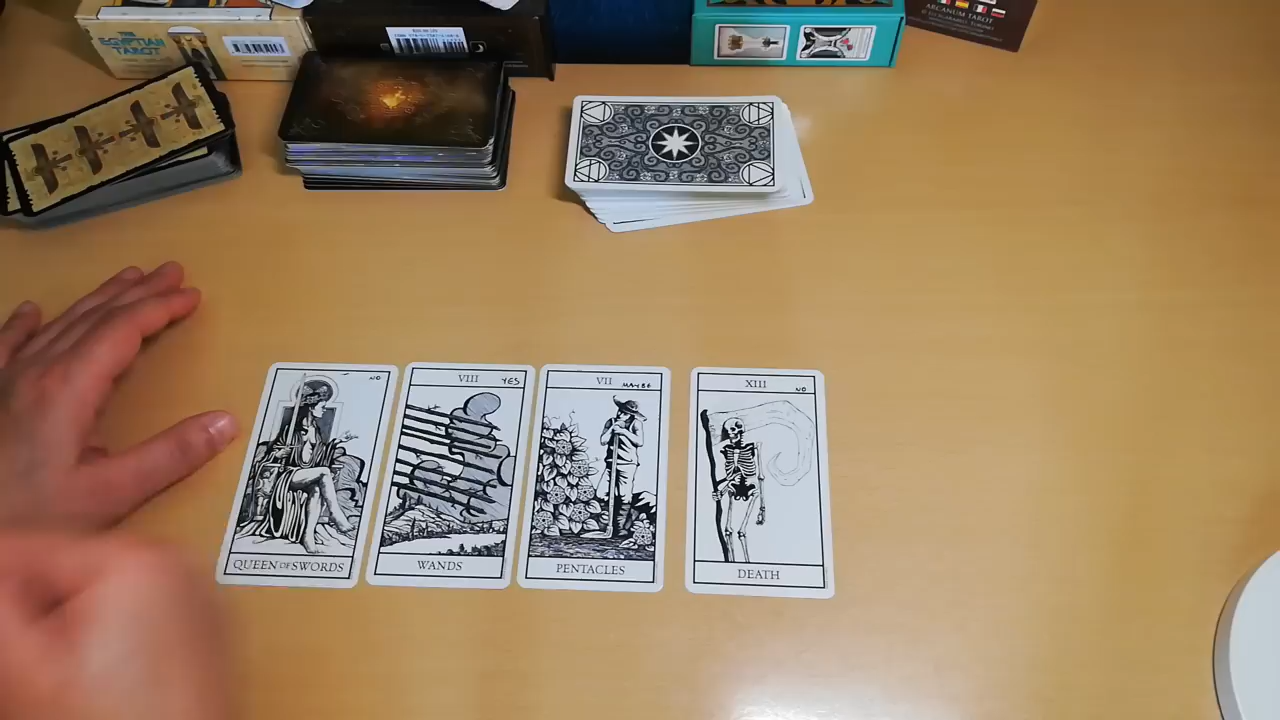 THE
EGYPTIAN
TAROT
ARCANUM TAROT
NO
QUEEN OF SWORDS
VIII YES
WANDS
VII MAYBE
PENTACLES
XIII NO
DEATH